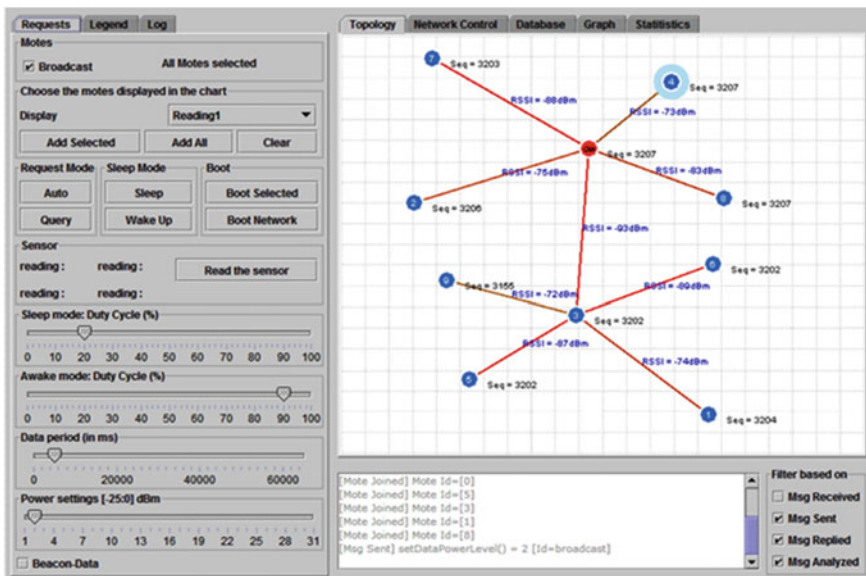 Requests Legend Log
Motes
Broadcast All Motes selected
Choose the motes displayed in the chart
Display Reading1
Add Selected Add All Clear
Request Mode Sleep Mode Boot
Auto Sleep Boot Selected
Query Wake Up Boot Network
Sensor
reading : reading : Read the sensor
reading : reading :
Sleep mode: Duty Cycle (%)
0 10 20 30 40 50 60 70 80 90 100
Awake mode: Duty Cycle (%)
0 10 20 30 40 50 60 70 80 90 100
Data period (in ms)
0 20000 40000 60000
Power settings [-25:0] dBm
1 4 7 10 13 16 19 22 25 28 31
Beacon-Data
Topology Network Control Database Graph Statitistics
7
Seq = 3203
4
Seq = 3207
RSSI = -88dBm
RSSI = -73dBm
Seq = 3207
RSSI = -75dBm
RSSI = -83dBm
2
Seq = 3206
8
Seq = 3207
RSSI = -93dBm
6
Seq = 3202
9
Seq = 3155
RSSI = -72dBm
RSSI = -89dBm
3
Seq = 3202
RSSI = -87dBm
RSSI = -74dBm
5
Seq = 3202
1
Seq = 3204
[Mote Joined] Mote Id=[0]
[Mote Joined] Mote Id=[5]
[Mote Joined] Mote Id=[3]
[Mote Joined] Mote Id=[1]
[Mote Joined] Mote Id=[8]
[Msg Sent] setDataPowerLevel() = 2 [Id=broadcast]
Filter based on
Msg Received
Msg Sent
Msg Replied
Msg Analyzed